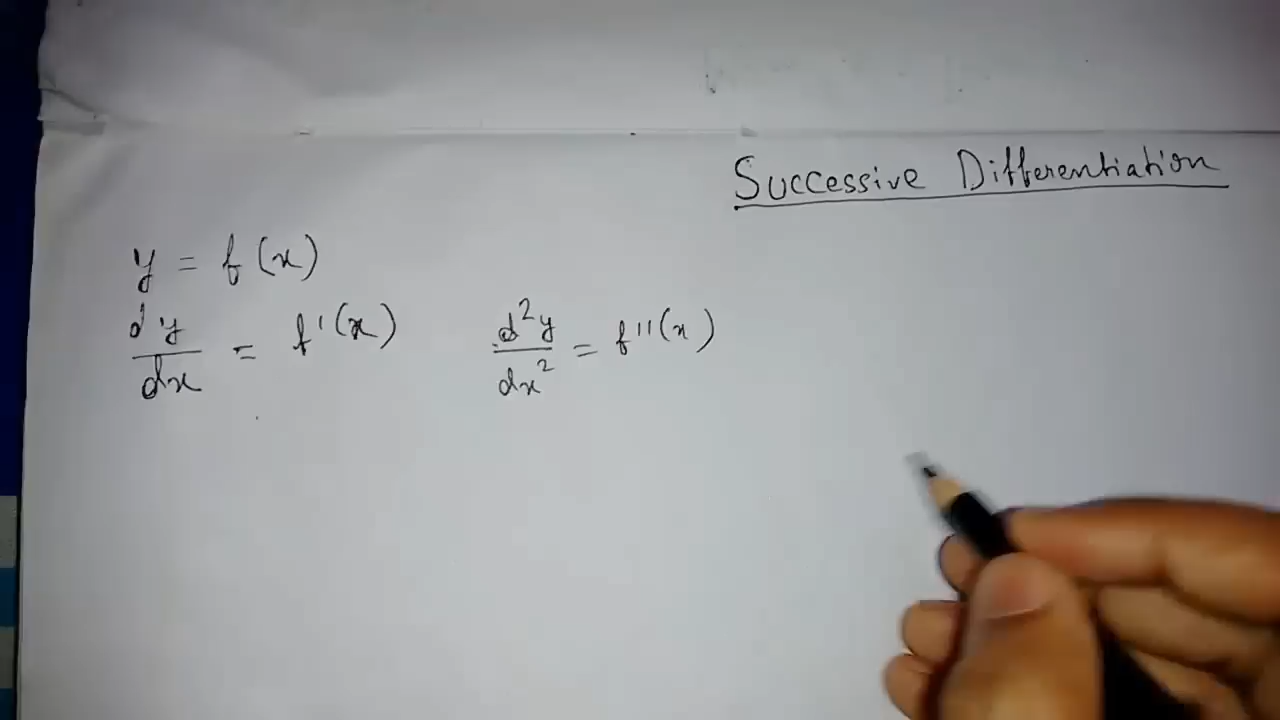 Successive Differentiation
y = f(x)
dy/dx = f'(x) d²y/dx² = f''(x)